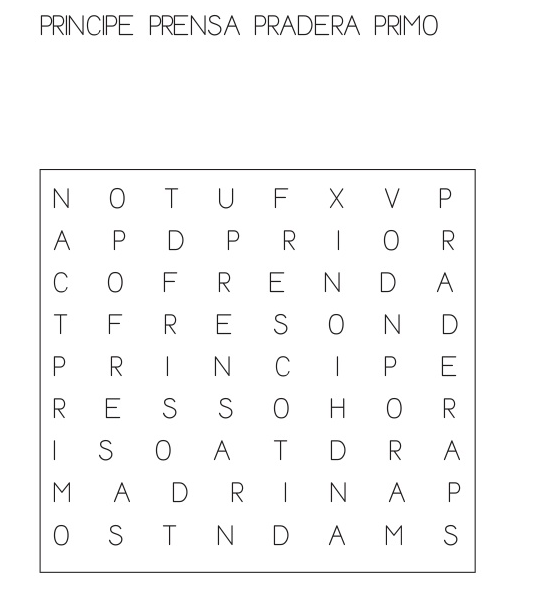 PRINCIPE PRENSA PRADERA PRIMO
N O T U F X V P
A P D P R I O R
C O F R E N D A
T F R E S O N D
P R I N C I P E
R E S S O H O R
I S O A T D R A
M A D R I N A P
O S T N D A M S